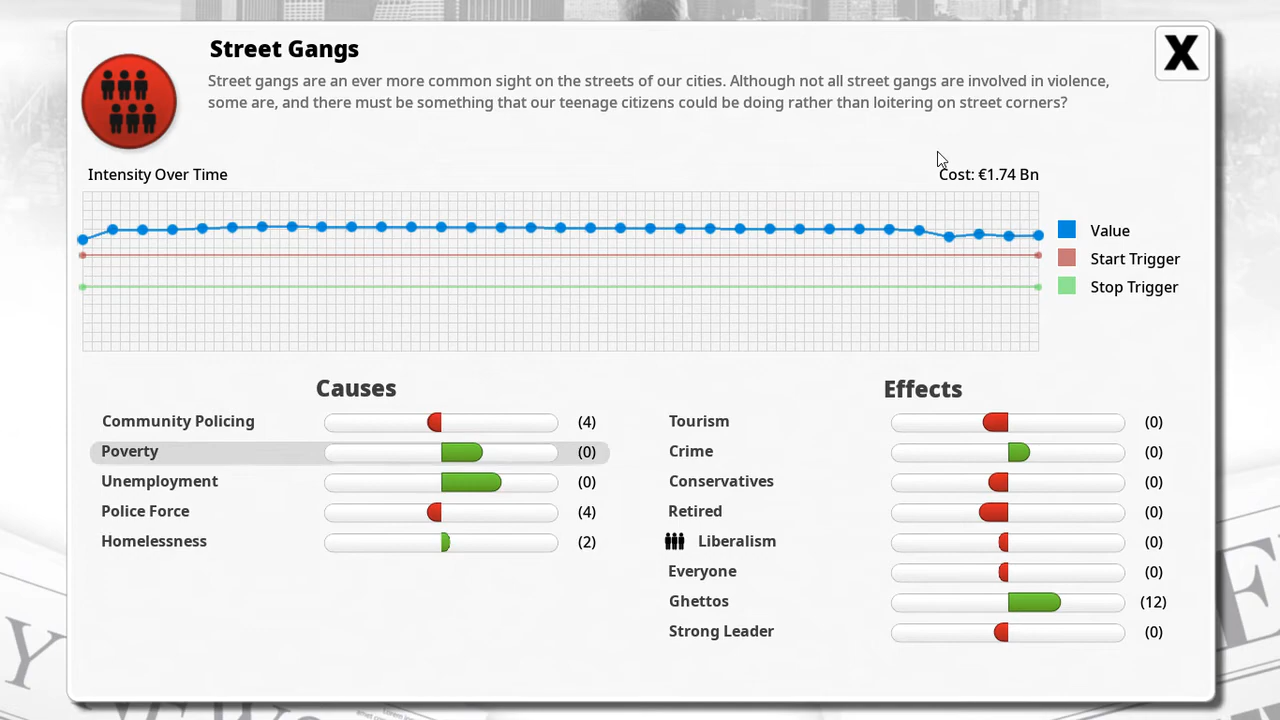 Street Gangs
X
Street gangs are an ever more common sight on the streets of our cities. Although not all street gangs are involved in violence,
some are, and there must be something that our teenage citizens could be doing rather than loitering on street corners?
Intensity Over Time
Cost: €1.74 Bn
Value
Start Trigger
Stop Trigger
Causes
Community Policing (4)
Poverty (0)
Unemployment (0)
Police Force (4)
Homelessness (2)
Effects
Tourism (0)
Crime (0)
Conservatives (0)
Retired (0)
Liberalism (0)
Everyone (0)
Ghettos (12)
Strong Leader (0)